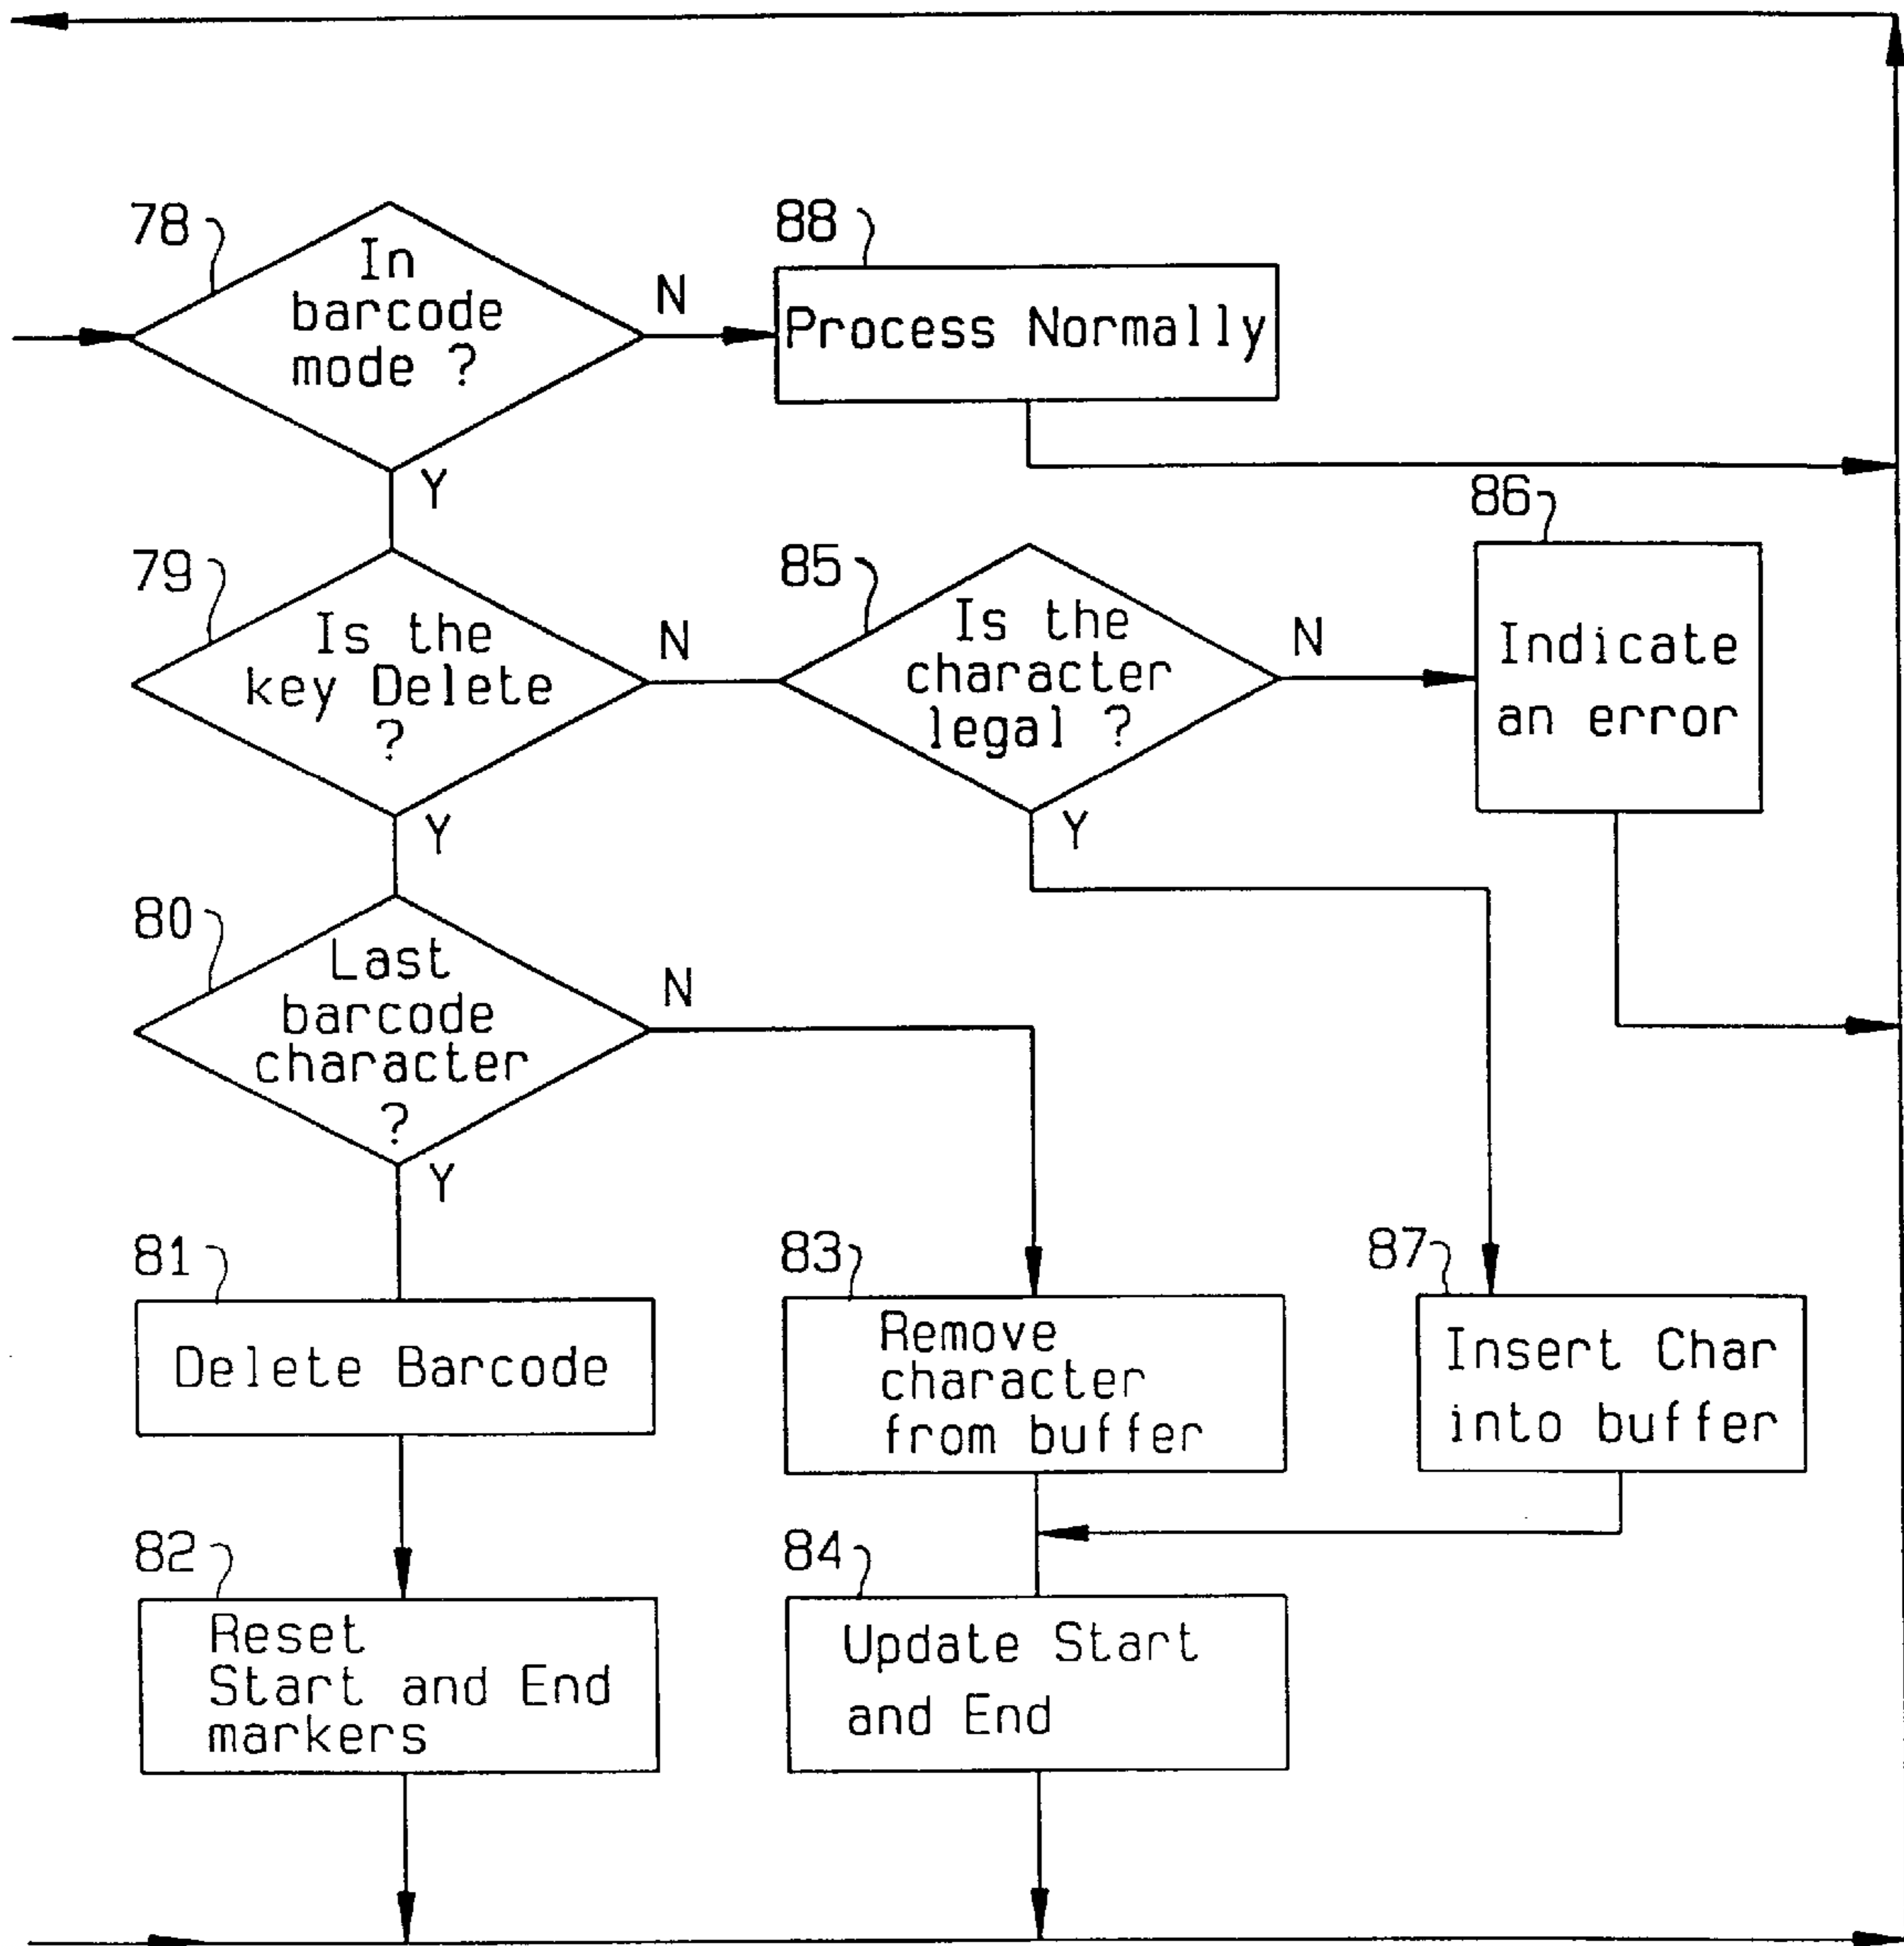 78
In
barcode
mode ?
N
Y
88
Process Normally
79
Is the
key Delete
?
N
Y
85
Is the
character
legal ?
N
Y
86
Indicate
an error
80
Last
barcode
character
?
N
Y
81
Delete Barcode
83
Remove
character
from buffer
87
Insert Char
into buffer
82
Reset
Start and End
markers
84
Update Start
and End